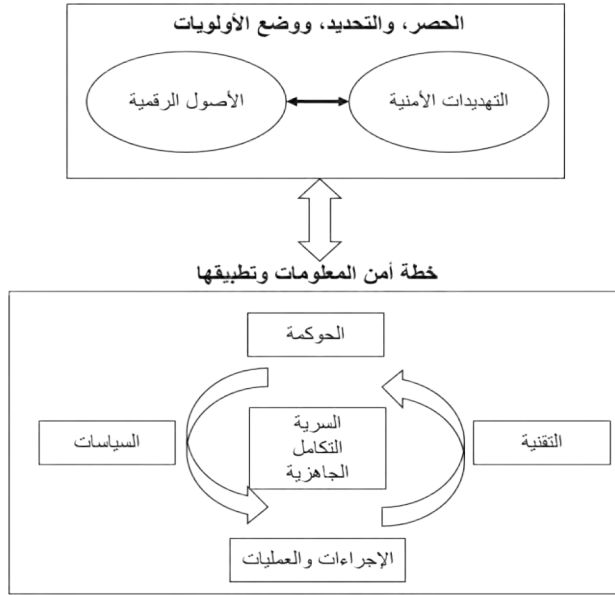 الحصر، والتحديد، ووضع الأولويات
التهديدات الأمنية
الأصول الرقمية
خطة أمن المعلومات وتطبيقها
الحوكمة
التقنية
السرية
التكامل
الجاهزية
السياسات
الإجراءات والعمليات